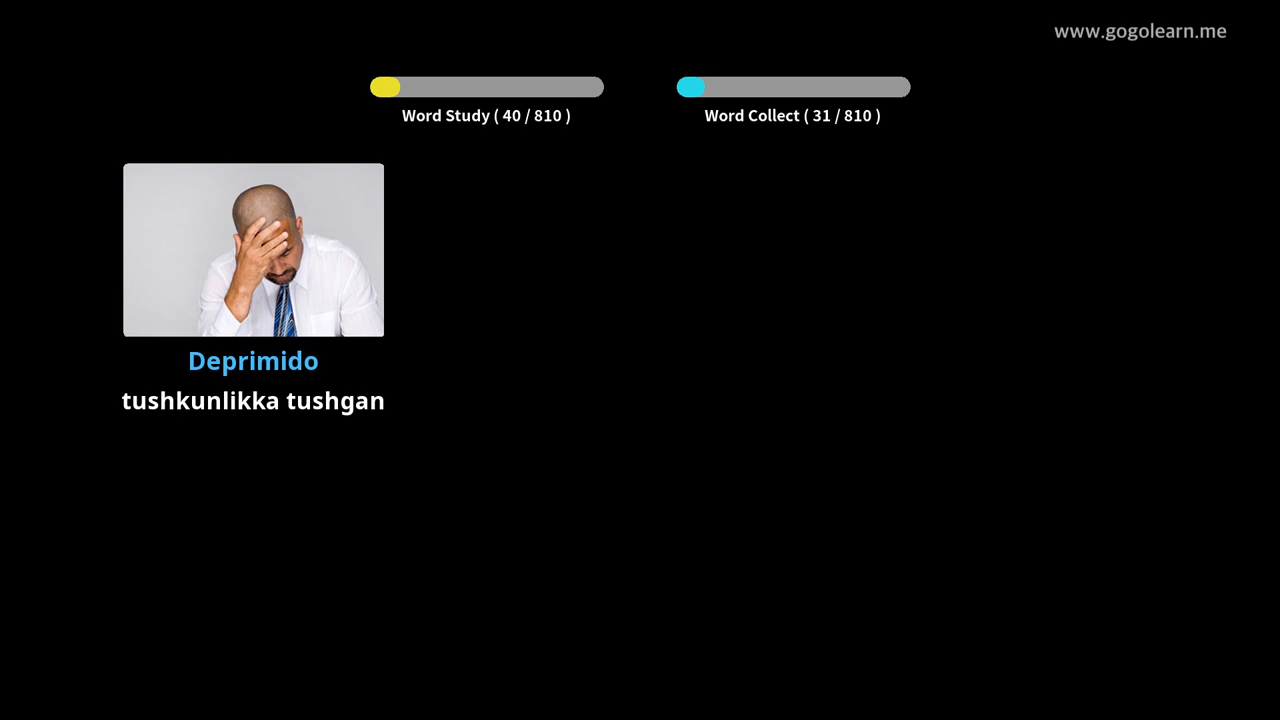 www.gogolearn.me
Word Study ( 40 / 810 )
Word Collect ( 31 / 810 )
Deprimido
tushkunlikka tushgan